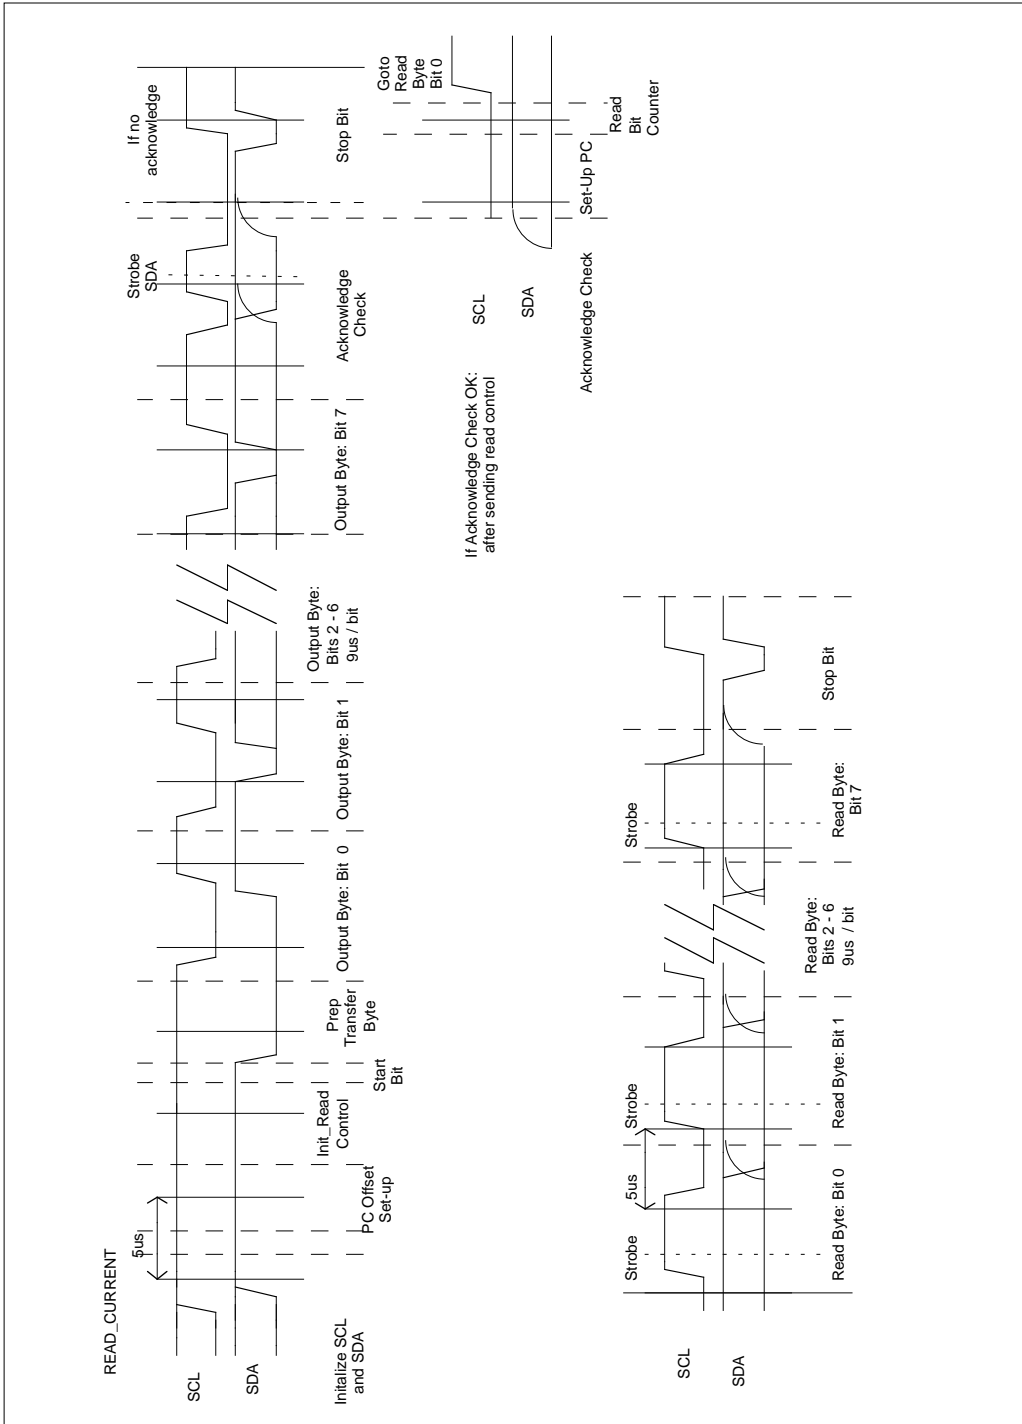 READ_CURRENT
5us
SCL
SDA
Initalize SCL
and SDA
PC Offset
Set-up
Init_Read
Control
Start
Bit
Prep
Transfer
Byte
Output Byte: Bit 0
Output Byte: Bit 1
Output Byte:
Bits 2 - 6
9us / bit
Output Byte: Bit 7
Strobe
SDA
Acknowledge
Check
If no
acknowledge
Stop Bit
If Acknowledge Check OK:
after sending read control
SCL
SDA
Acknowledge Check
Set-Up PC
Read
Bit
Counter
Goto
Read
Byte
Bit 0
SCL
SDA
Strobe
5us
Strobe
Strobe
Read Byte: Bit 0
Read Byte: Bit 1
Read Byte:
Bits 2 - 6
9us / bit
Read Byte:
Bit 7
Stop Bit